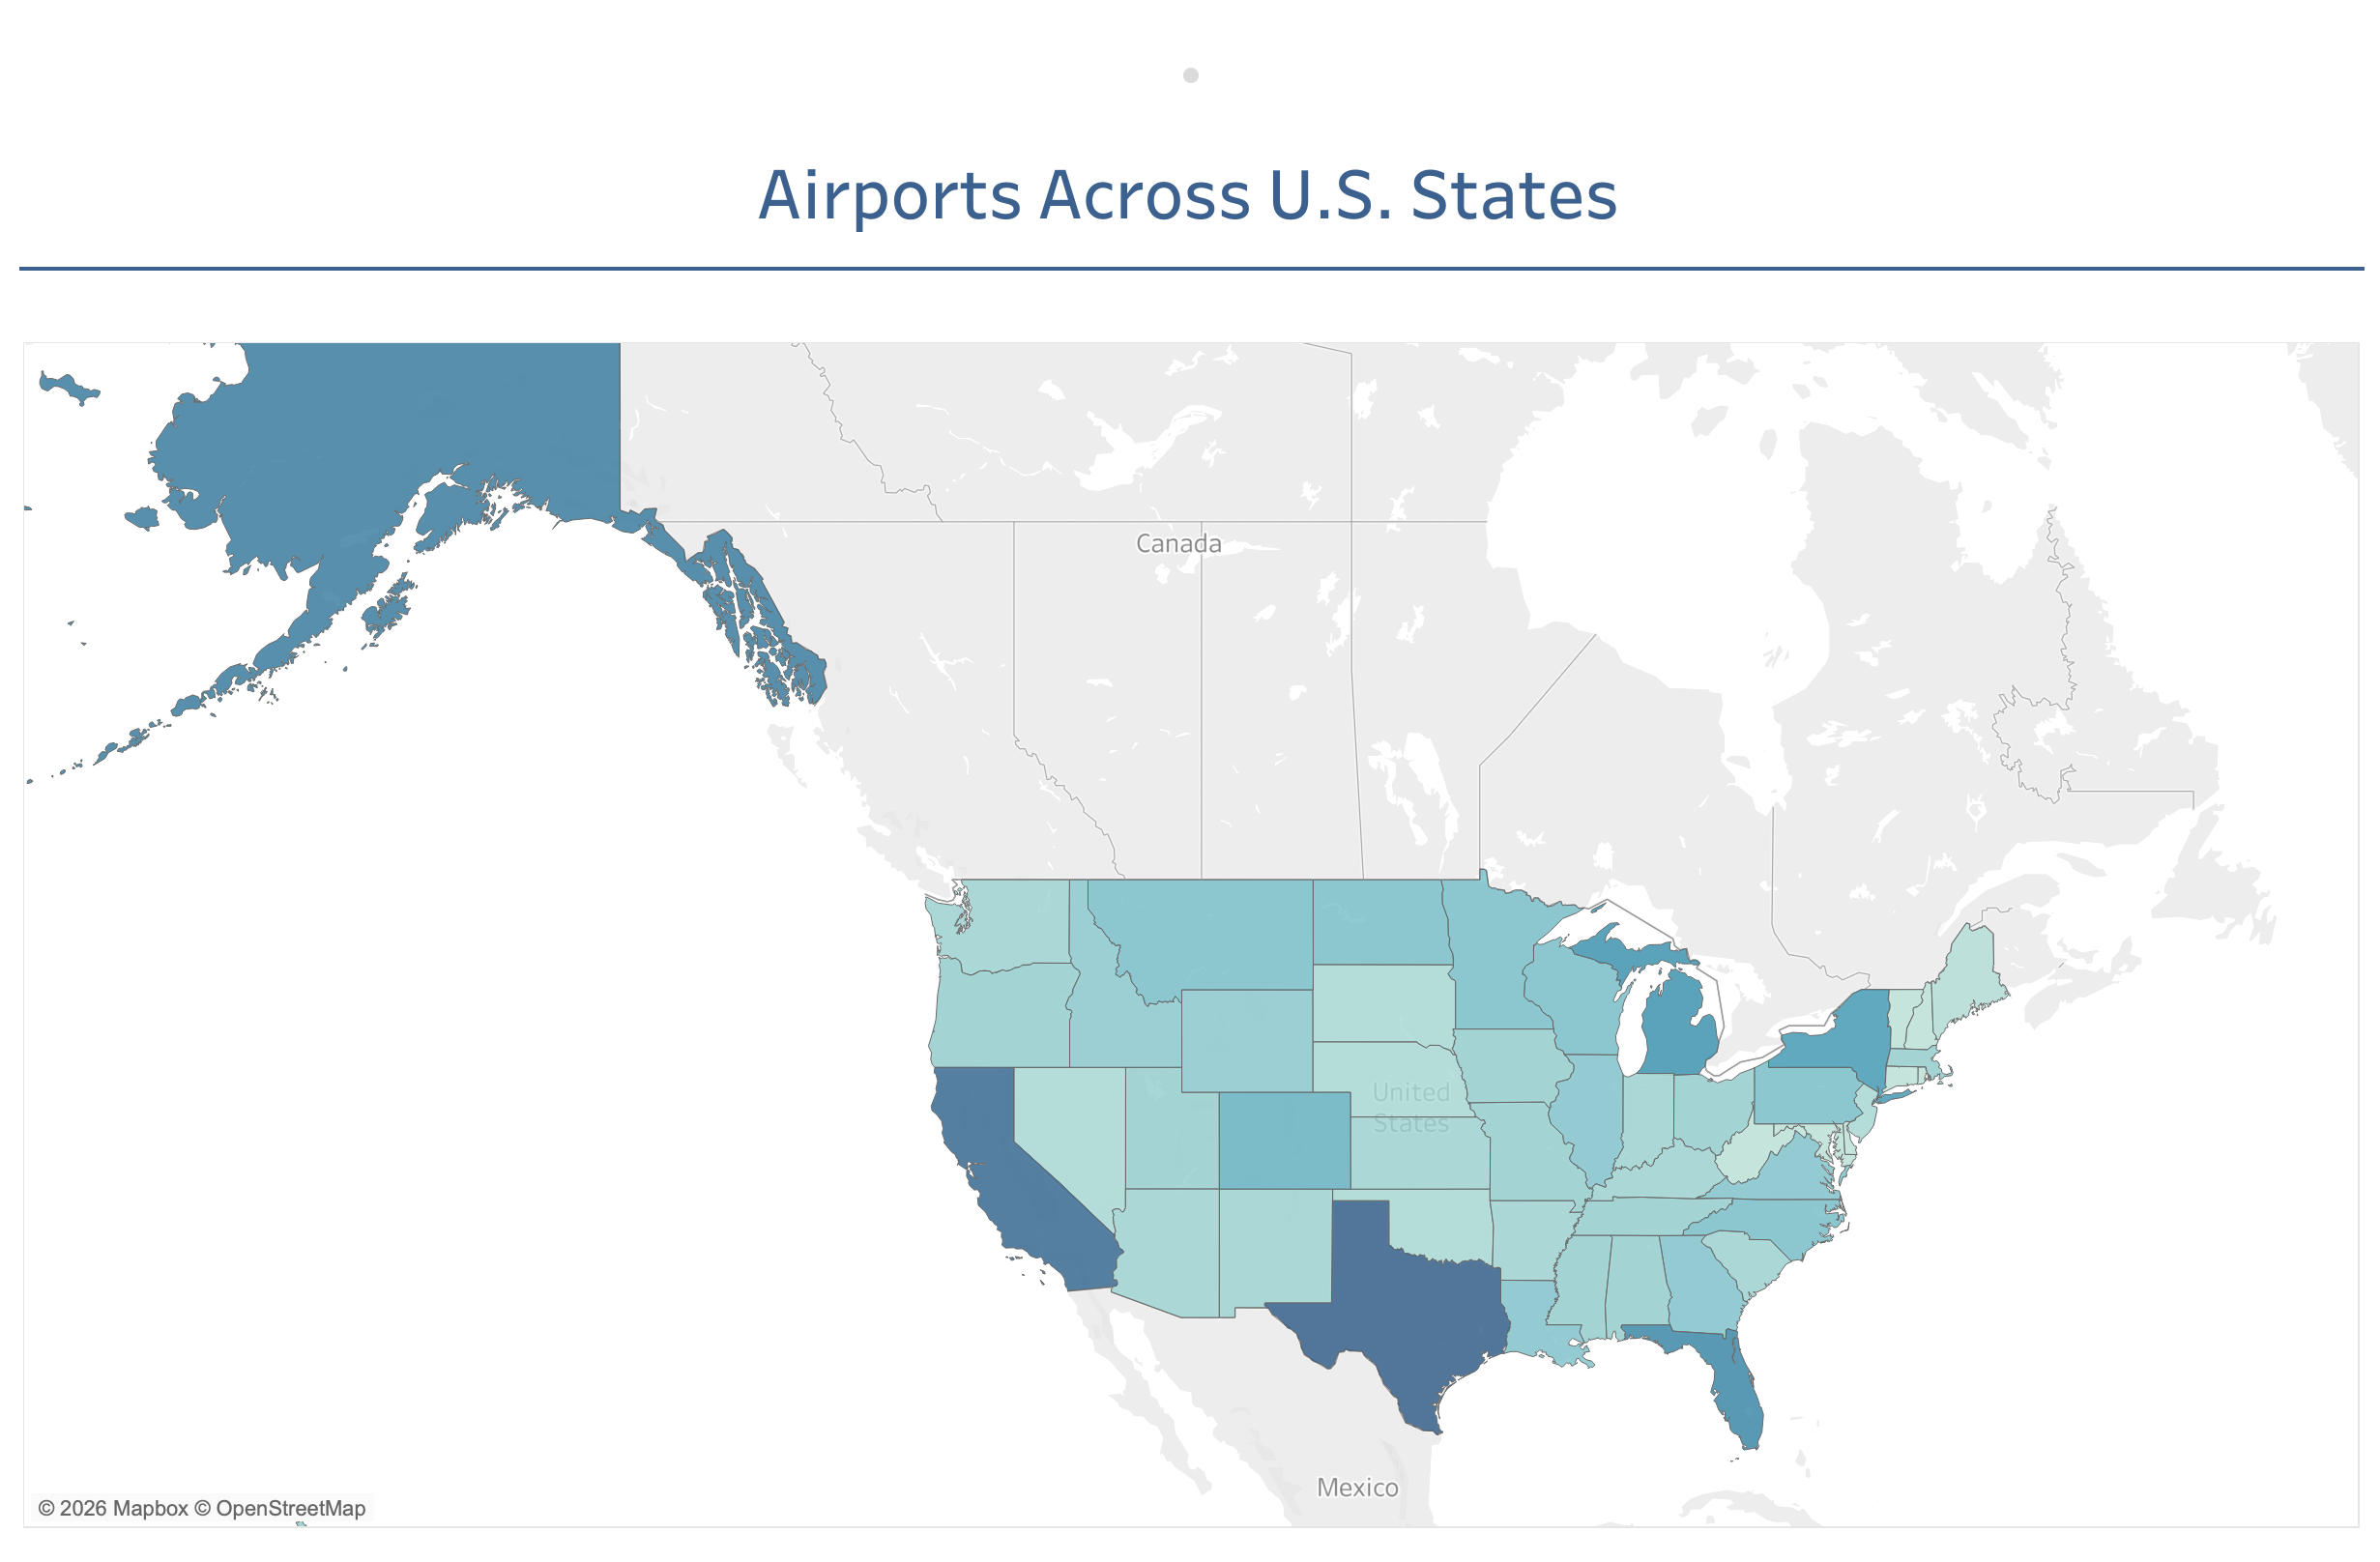 Airports Across U.S. States
Canada
United
States
Mexico
© 2026 Mapbox © OpenStreetMap